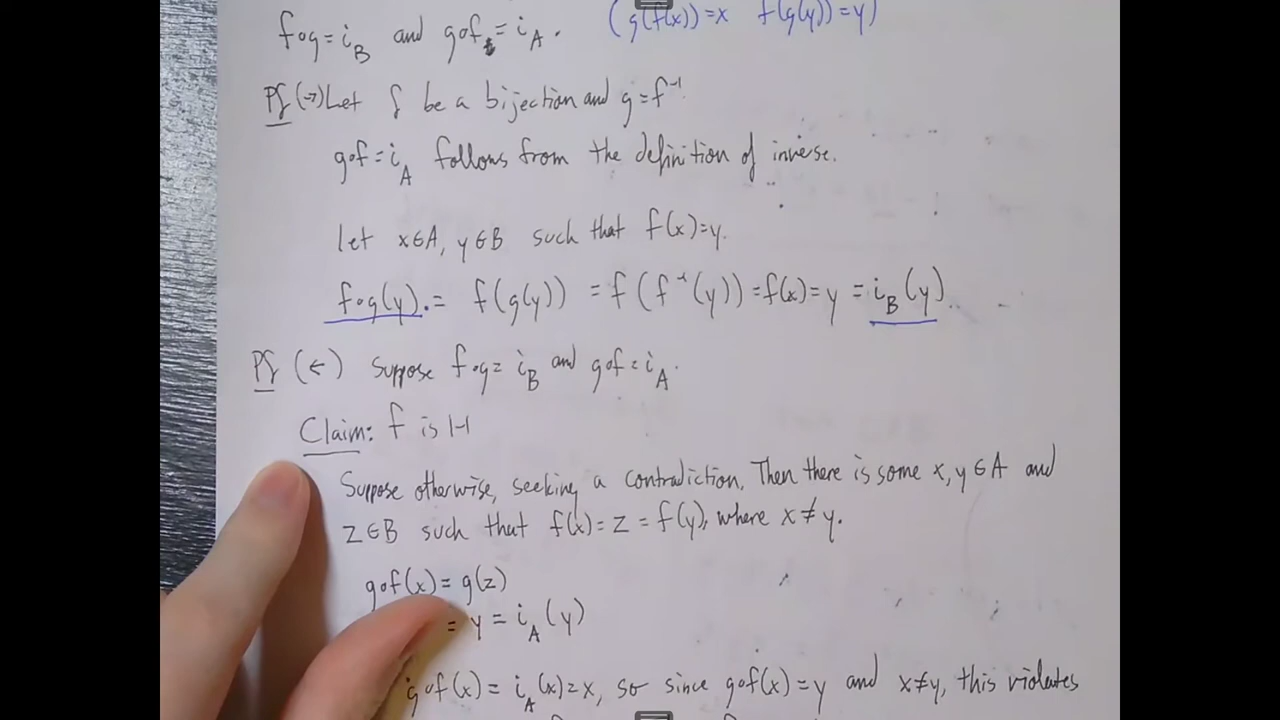 (g(f(x))=x f(g(y))=y)
f∘g = i_B and g∘f = i_A.
Pf (→) Let f be a bijection and g = f⁻¹.
g∘f = i_A follows from the definition of inverse.
Let x∈A, y∈B such that f(x)=y.
f∘g(y) = f(g(y)) = f(f⁻¹(y)) = f(x) = y = i_B(y).
Pf (←) Suppose f∘g = i_B and g∘f = i_A.
Claim: f is 1-1
Suppose otherwise, seeking a contradiction. Then there is some x, y ∈ A and
z∈B such that f(x) = z = f(y), where x ≠ y.
g∘f(x) = g(z)
= y = i_A(y)
g∘f(x) = i_A(x) = x, so since g∘f(x) = y and x≠y, this violates